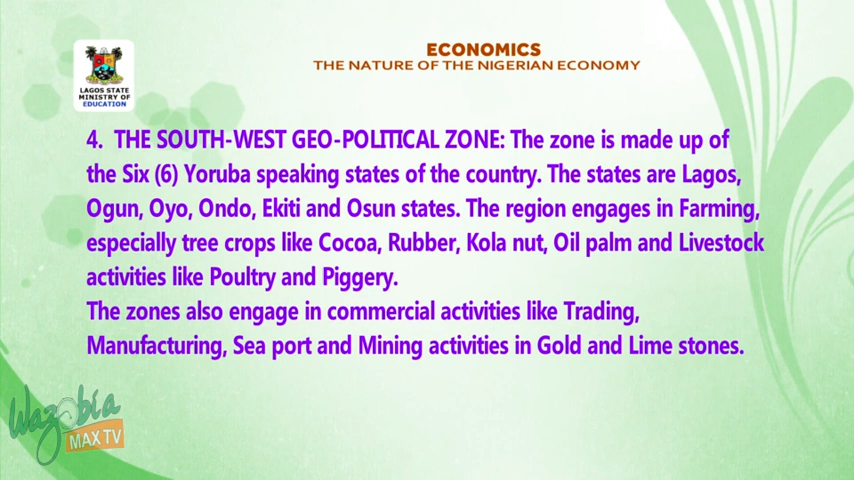 ECONOMICS
THE NATURE OF THE NIGERIAN ECONOMY
LAGOS STATE
MINISTRY OF
EDUCATION
4. THE SOUTH-WEST GEO-POLITICAL ZONE: The zone is made up of
the Six (6) Yoruba speaking states of the country. The states are Lagos,
Ogun, Oyo, Ondo, Ekiti and Osun states. The region engages in Farming,
especially tree crops like Cocoa, Rubber, Kola nut, Oil palm and Livestock
activities like Poultry and Piggery.
The zones also engage in commercial activities like Trading,
Manufacturing, Sea port and Mining activities in Gold and Lime stones.
Wazobia
MAX TV